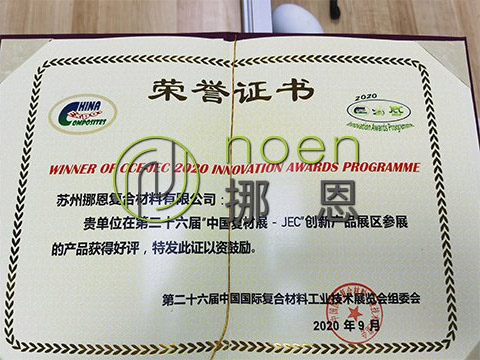 荣誉证书
CHINA
COMPOSITES
2020
Innovation Awards Programme
noen
挪恩
WINNER OF CCE-JEC 2020 INNOVATION AWARDS PROGRAMME
苏州挪恩复合材料有限公司：
贵单位在第二十六届“中国复材展 - JEC”创新产品展区参展
的产品获得好评，特发此证以资鼓励。
第二十六届中国国际复合材料工业技术展览会组委会
2020 年 9 月